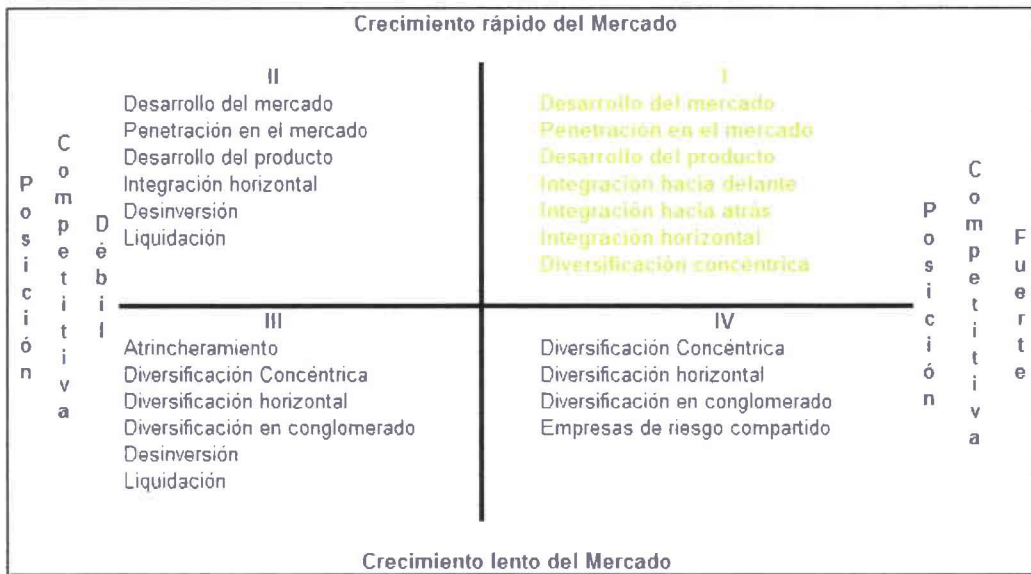 Crecimiento rápido del Mercado
II
Desarrollo del mercado
Penetración en el mercado
Desarrollo del producto
Integración horizontal
Desinversión
Liquidación
I
Desarrollo del mercado
Penetración en el mercado
Desarrollo del producto
Integración hacia delante
Integración hacia atrás
Integración horizontal
Diversificación concéntrica
Posición
Competitiva
Débil
Posición
Competitiva
Fuerte
III
Atrincheramiento
Diversificación Concéntrica
Diversificación horizontal
Diversificación en conglomerado
Desinversión
Liquidación
IV
Diversificación Concéntrica
Diversificación horizontal
Diversificación en conglomerado
Empresas de riesgo compartido
Crecimiento lento del Mercado